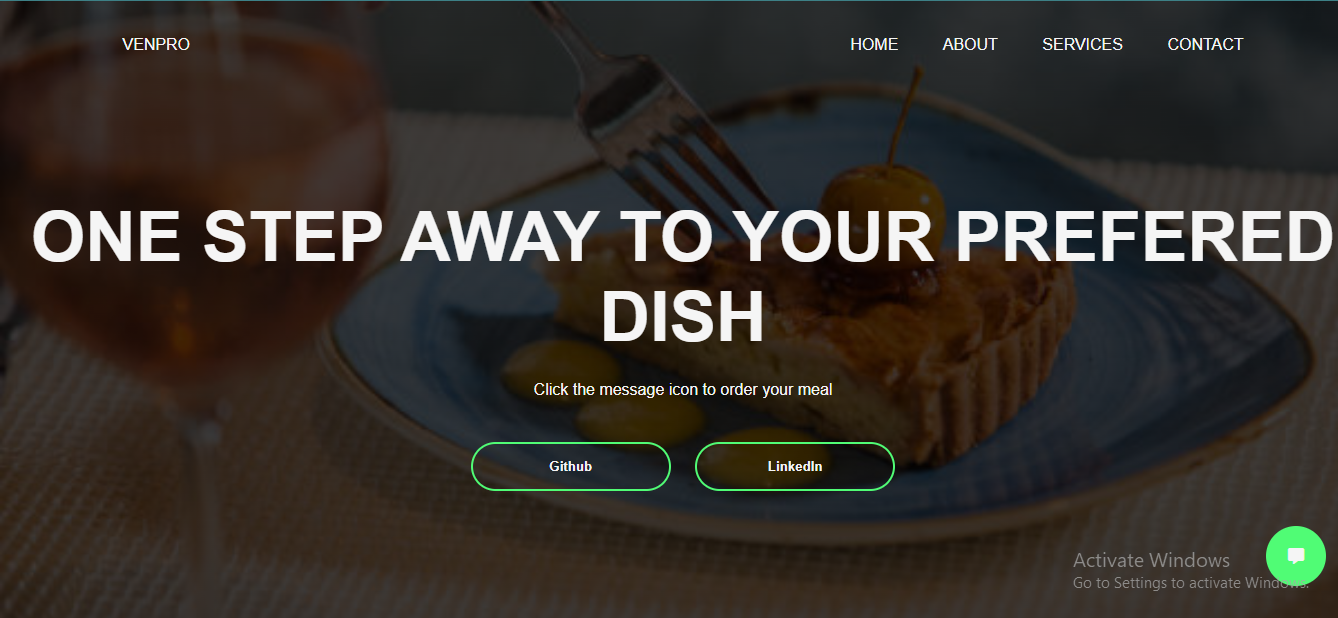 VENPRO HOME ABOUT SERVICES CONTACT
ONE STEP AWAY TO YOUR PREFERED
DISH
Click the message icon to order your meal
Github LinkedIn
Activate Windows
Go to Settings to activate Windows.